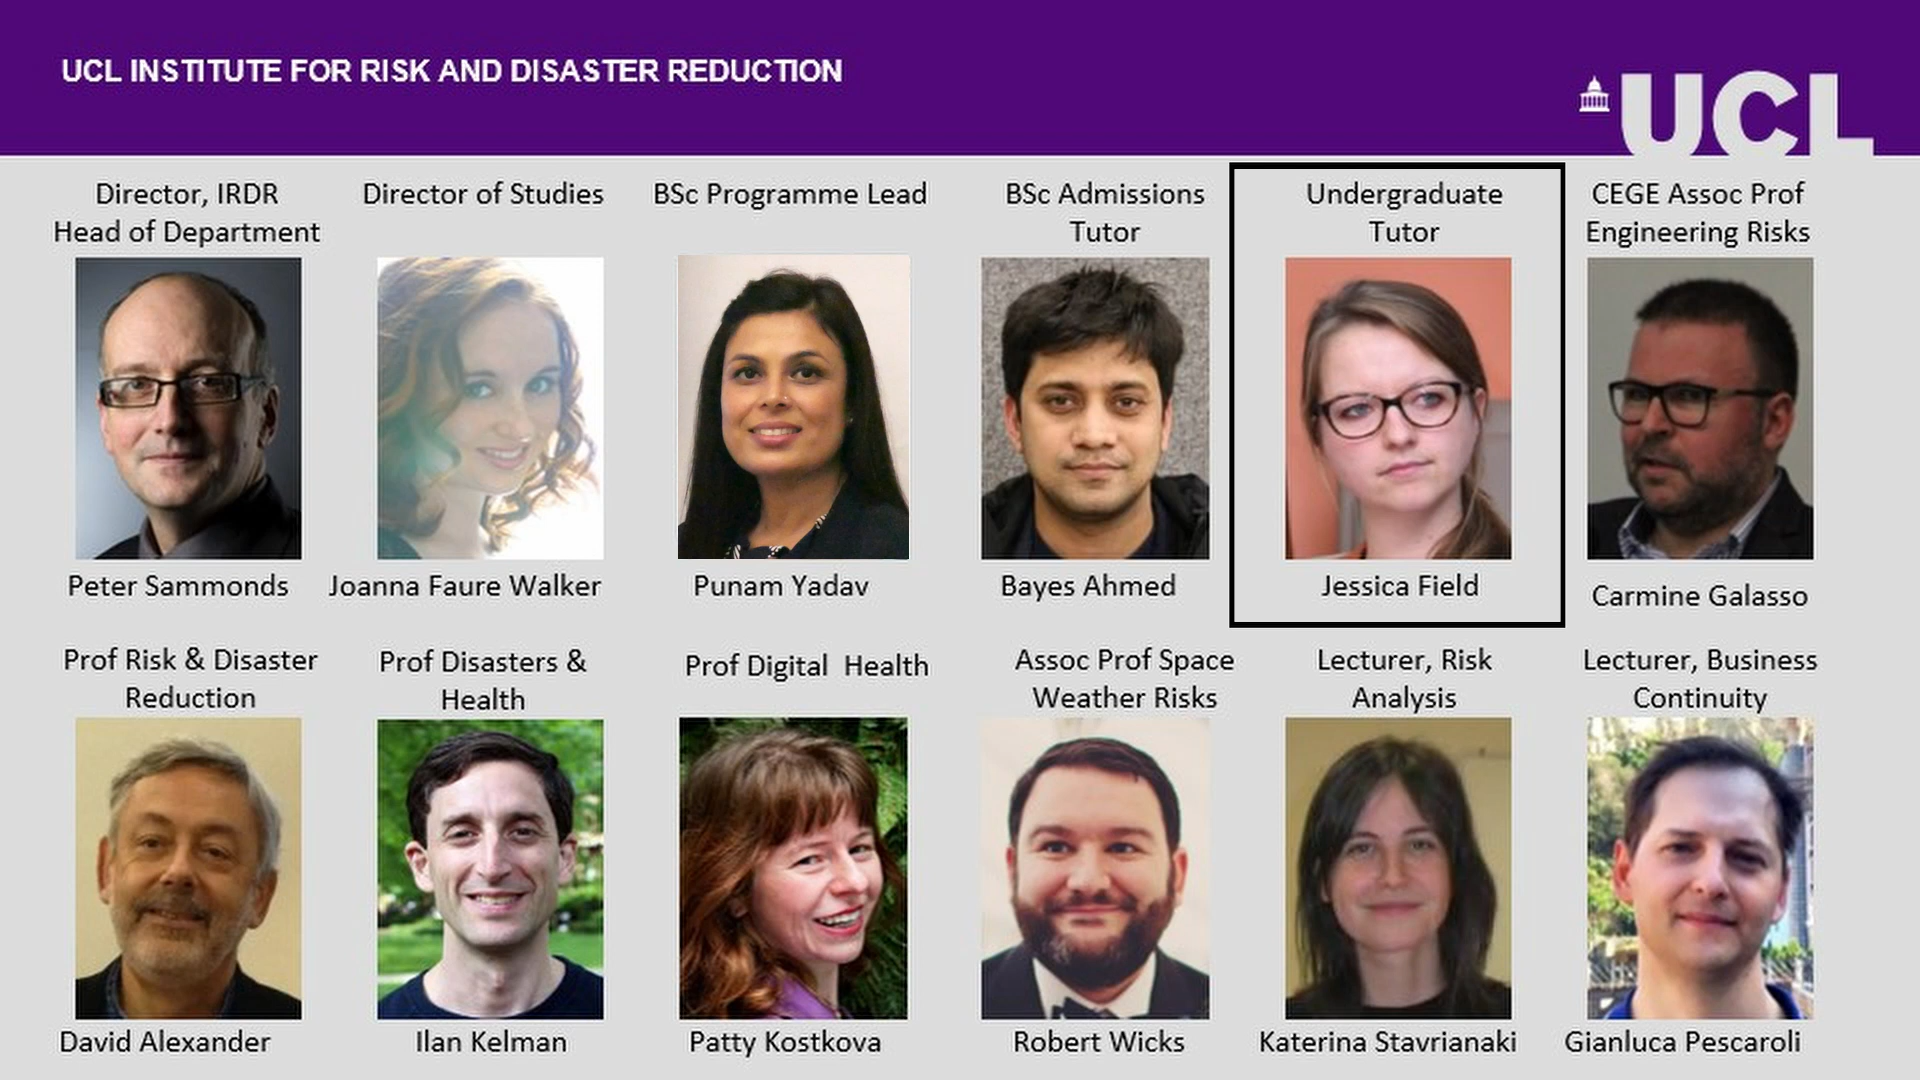 UCL INSTITUTE FOR RISK AND DISASTER REDUCTION
UCL
Director, IRDR
Head of Department
Peter Sammonds
Director of Studies
Joanna Faure Walker
BSc Programme Lead
Punam Yadav
BSc Admissions
Tutor
Bayes Ahmed
Undergraduate
Tutor
Jessica Field
CEGE Assoc Prof
Engineering Risks
Carmine Galasso
Prof Risk & Disaster
Reduction
David Alexander
Prof Disasters &
Health
Ilan Kelman
Prof Digital  Health
Patty Kostkova
Assoc Prof Space
Weather Risks
Robert Wicks
Lecturer, Risk
Analysis
Katerina Stavrianaki
Lecturer, Business
Continuity
Gianluca Pescaroli